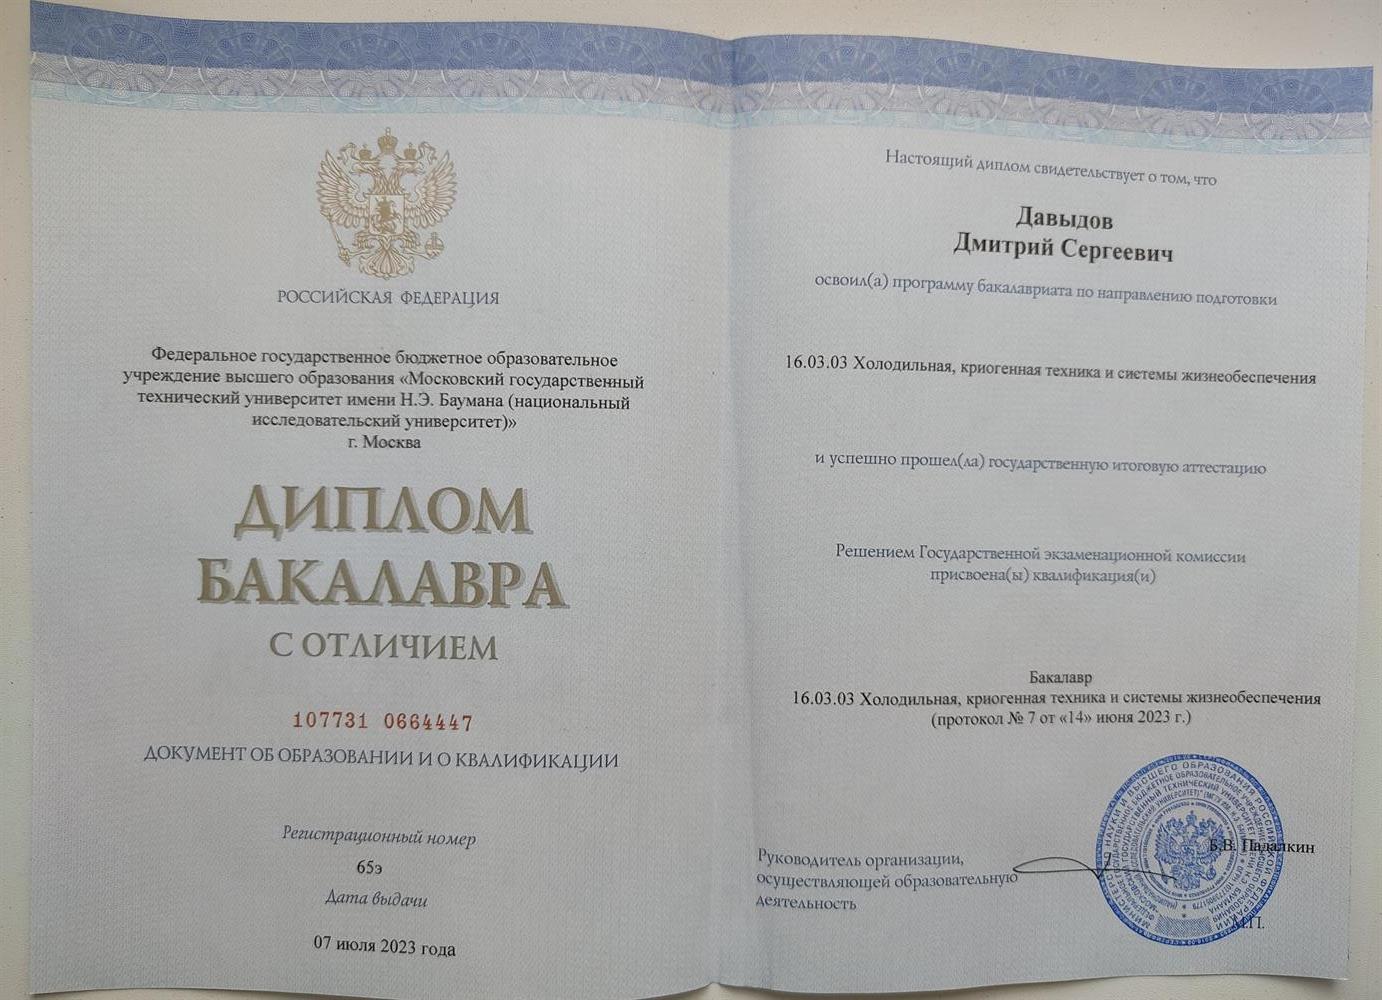 РОССИЙСКАЯ ФЕДЕРАЦИЯ
Федеральное государственное бюджетное образовательное
учреждение высшего образования «Московский государственный
технический университет имени Н.Э. Баумана (национальный
исследовательский университет)»
г. Москва
ДИПЛОМ
БАКАЛАВРА
С ОТЛИЧИЕМ
107731 0664447
ДОКУМЕНТ ОБ ОБРАЗОВАНИИ И О КВАЛИФИКАЦИИ
Регистрационный номер
65э
Дата выдачи
07 июля 2023 года
Настоящий диплом свидетельствует о том, что
Давыдов
Дмитрий Сергеевич
освоил(а) программу бакалавриата по направлению подготовки
16.03.03 Холодильная, криогенная техника и системы жизнеобеспечения
и успешно прошел(ла) государственную итоговую аттестацию
Решением Государственной экзаменационной комиссии
присвоена(ы) квалификация(и)
Бакалавр
16.03.03 Холодильная, криогенная техника и системы жизнеобеспечения
(протокол № 7 от «14» июня 2023 г.)
Руководитель организации,
осуществляющей образовательную
деятельность
Б.В. Падалкин
М.П.